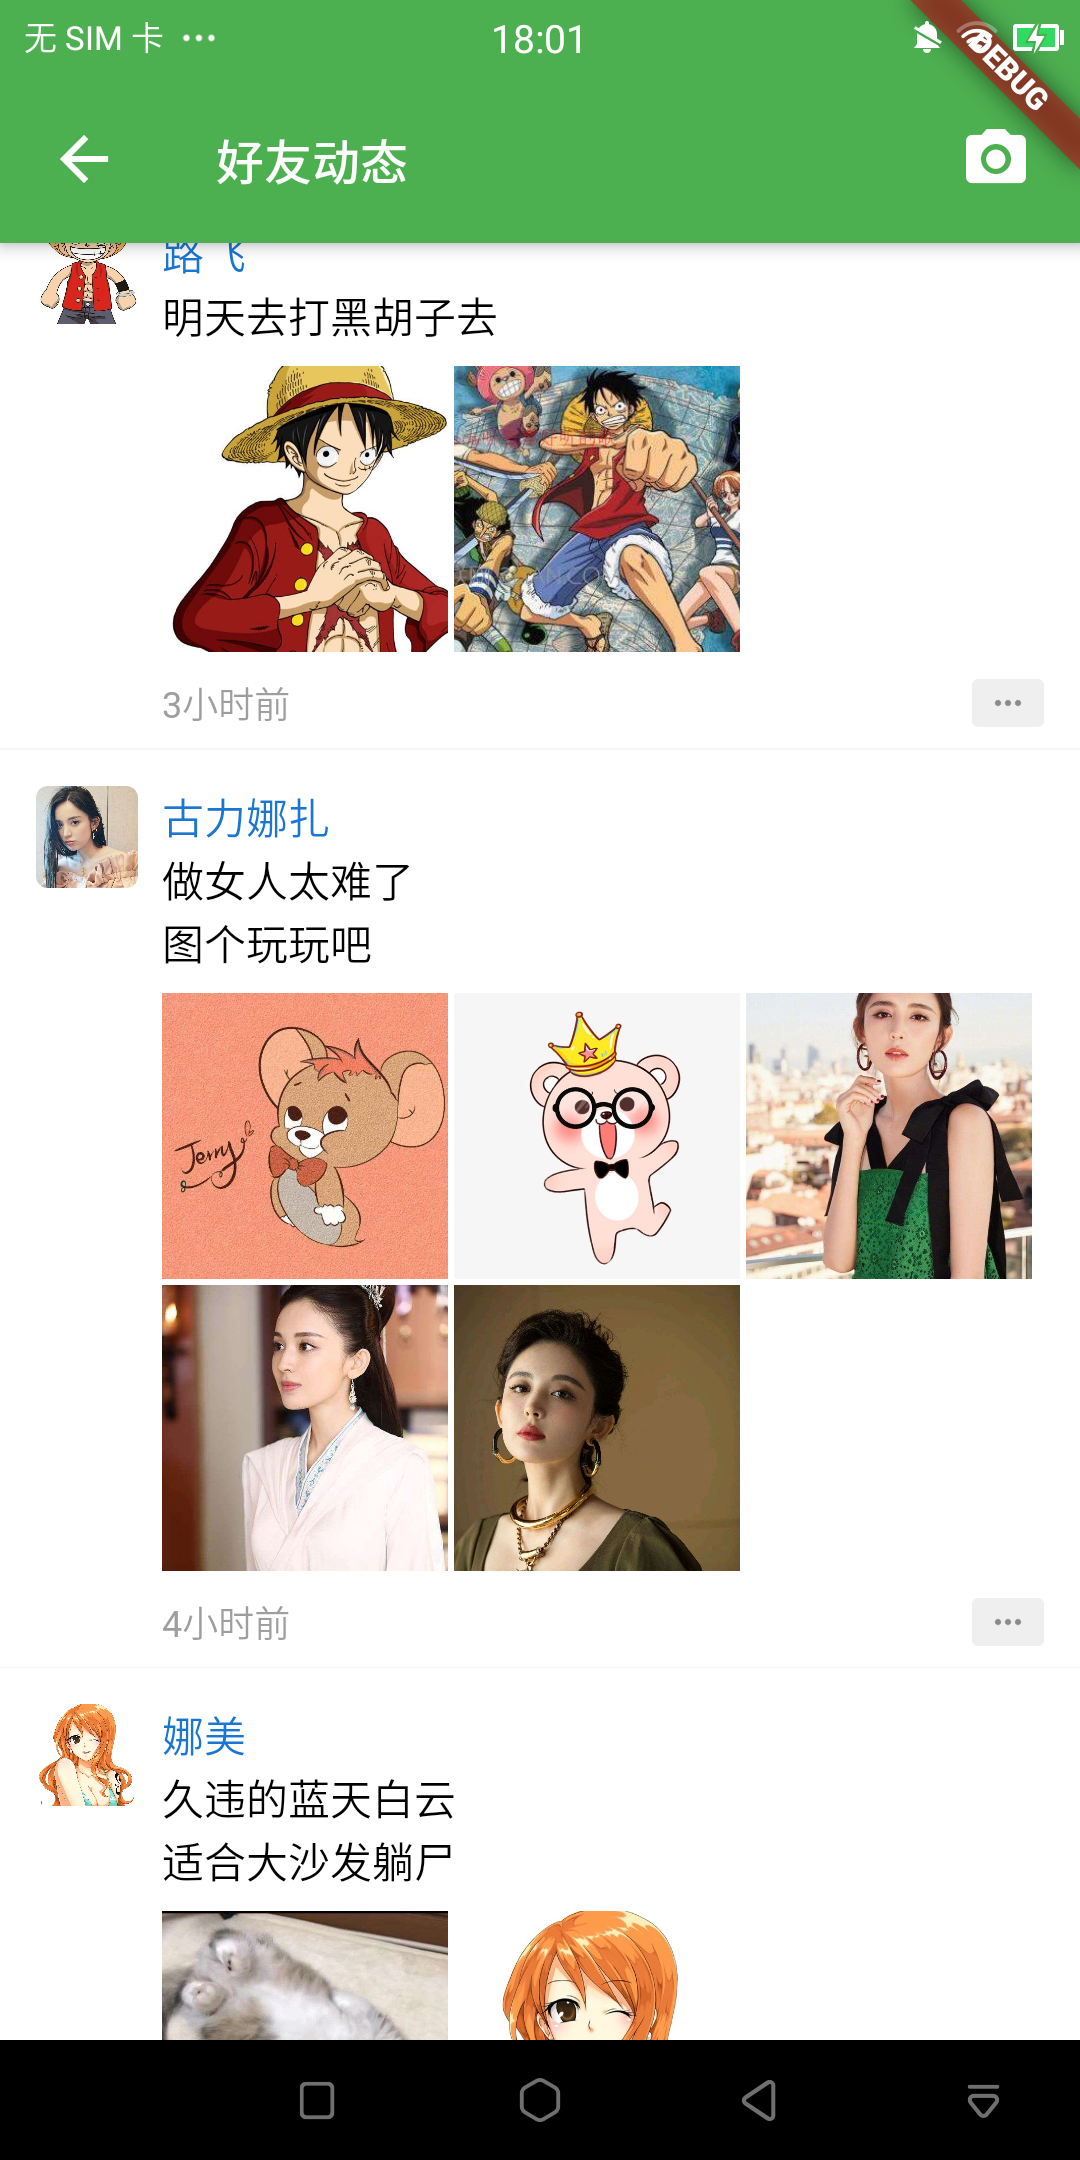 无 SIM 卡 ... 18:01
DEBUG
好友动态
路飞
明天去打黑胡子去
3小时前
古力娜扎
做女人太难了
图个玩玩吧
Jerry
4小时前
娜美
久违的蓝天白云
适合大沙发躺尸